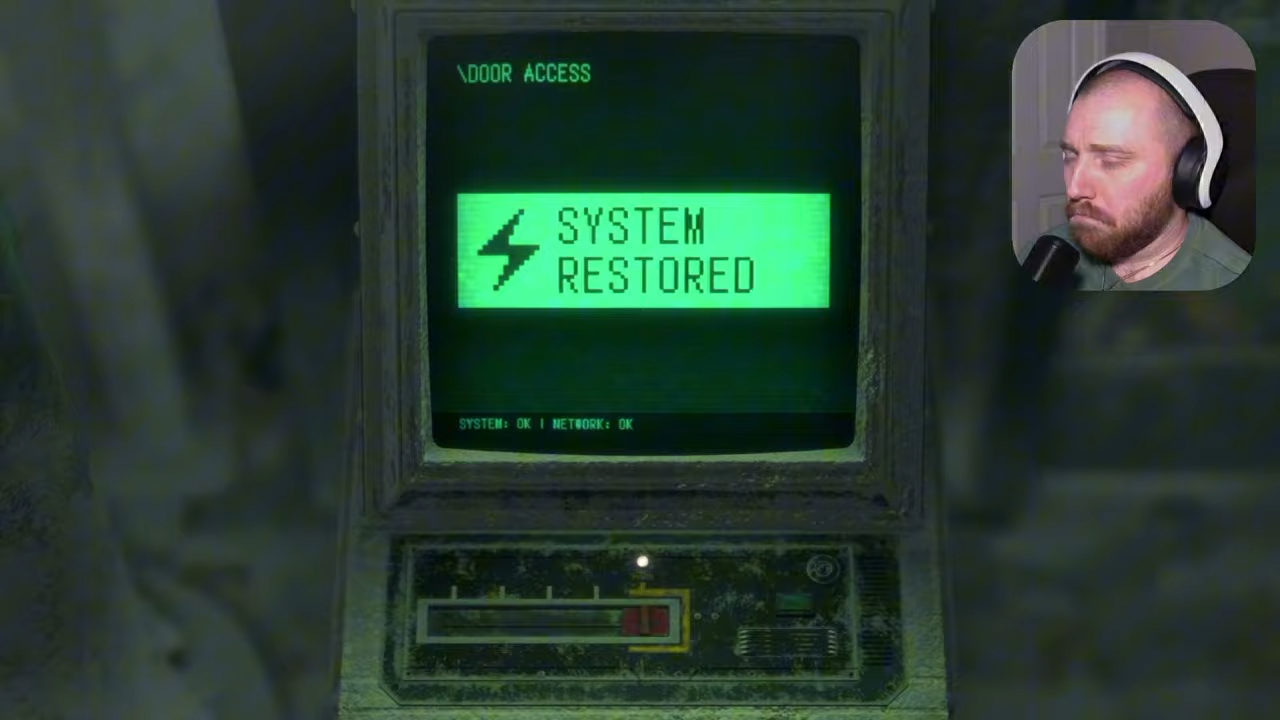 \DOOR ACCESS
SYSTEM
RESTORED
SYSTEM: OK | NETWORK: OK